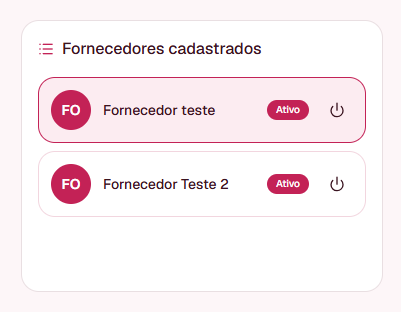 Fornecedores cadastrados
FO Fornecedor teste Ativo
FO Fornecedor Teste 2 Ativo